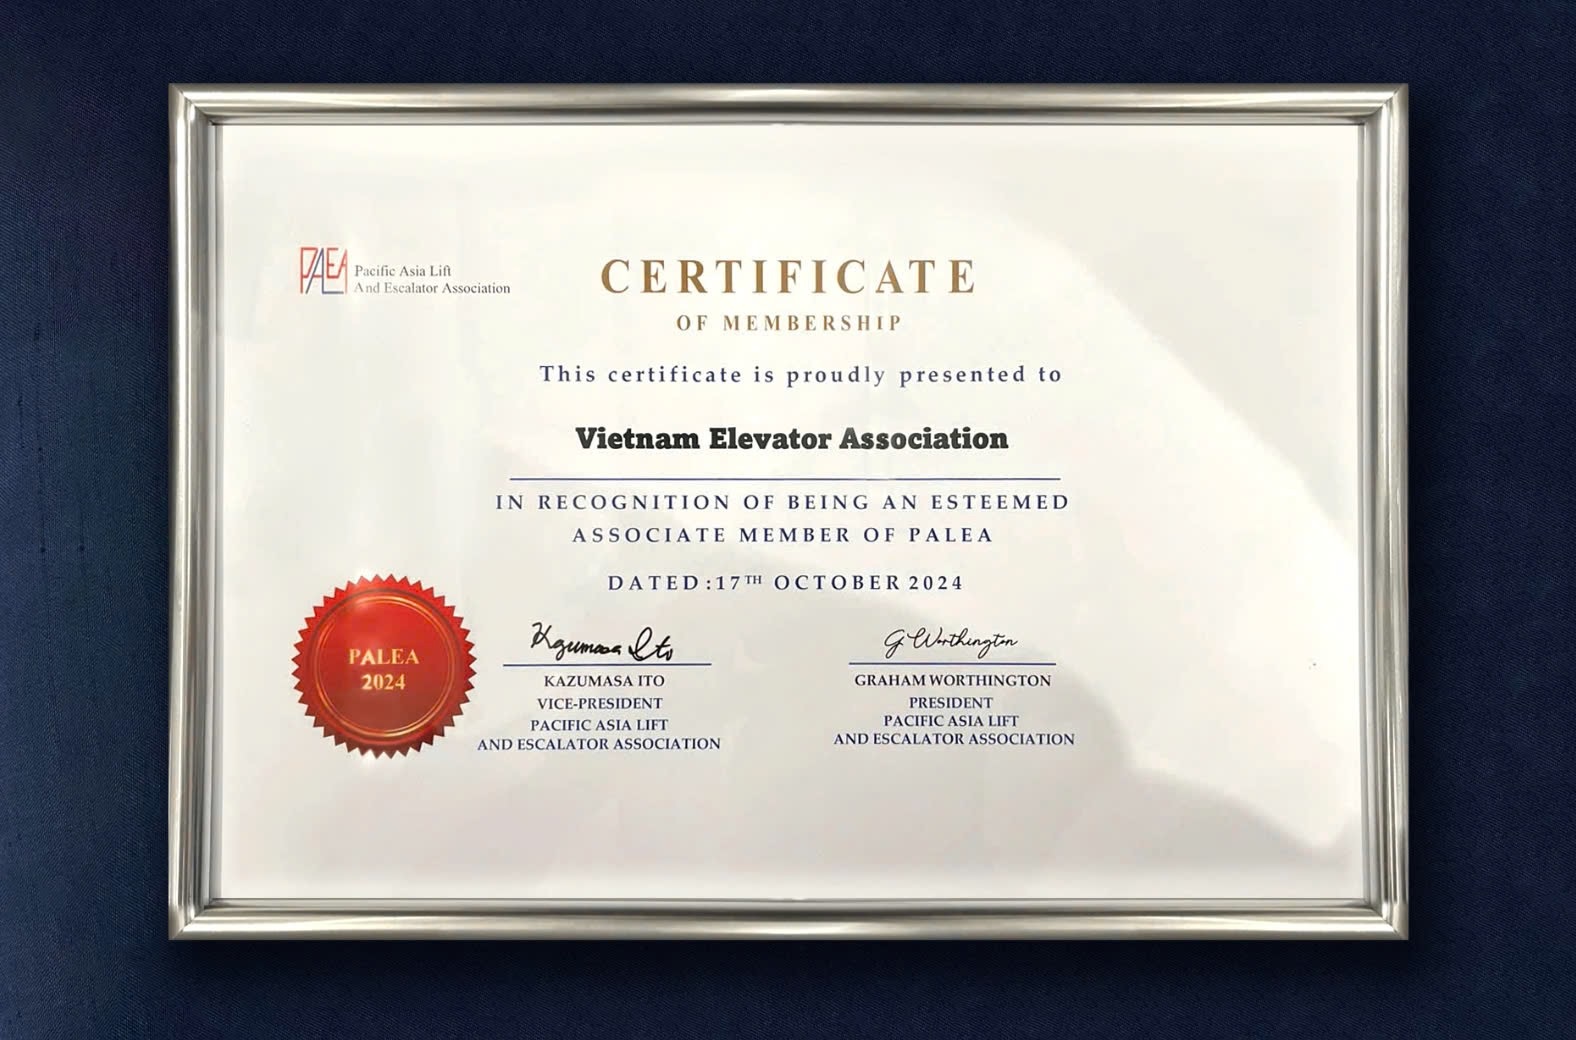 PALEA
Pacific Asia Lift
And Escalator Association
CERTIFICATE
OF MEMBERSHIP
This certificate is proudly presented to
Vietnam Elevator Association
IN RECOGNITION OF BEING AN ESTEEMED
ASSOCIATE MEMBER OF PALEA
DATED :17TH OCTOBER 2024
PALEA
2024
Kazumasa Ito
KAZUMASA ITO
VICE-PRESIDENT
PACIFIC ASIA LIFT
AND ESCALATOR ASSOCIATION
G Worthington
GRAHAM WORTHINGTON
PRESIDENT
PACIFIC ASIA LIFT
AND ESCALATOR ASSOCIATION